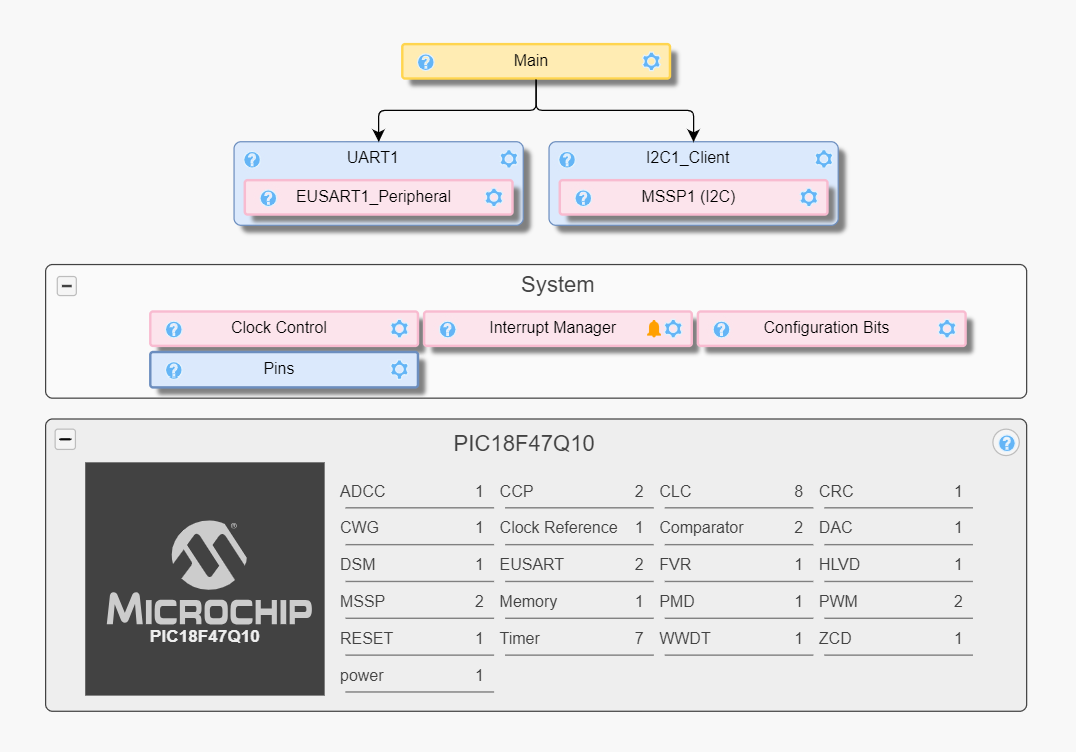 Main
UART1
I2C1_Client
EUSART1_Peripheral
MSSP1 (I2C)
System
Clock Control
Interrupt Manager
Configuration Bits
Pins
PIC18F47Q10
MICROCHIP
PIC18F47Q10
ADCC 1 CCP 2 CLC 8 CRC 1
CWG 1 Clock Reference 1 Comparator 2 DAC 1
DSM 1 EUSART 2 FVR 1 HLVD 1
MSSP 2 Memory 1 PMD 1 PWM 2
RESET 1 Timer 7 WWDT 1 ZCD 1
power 1